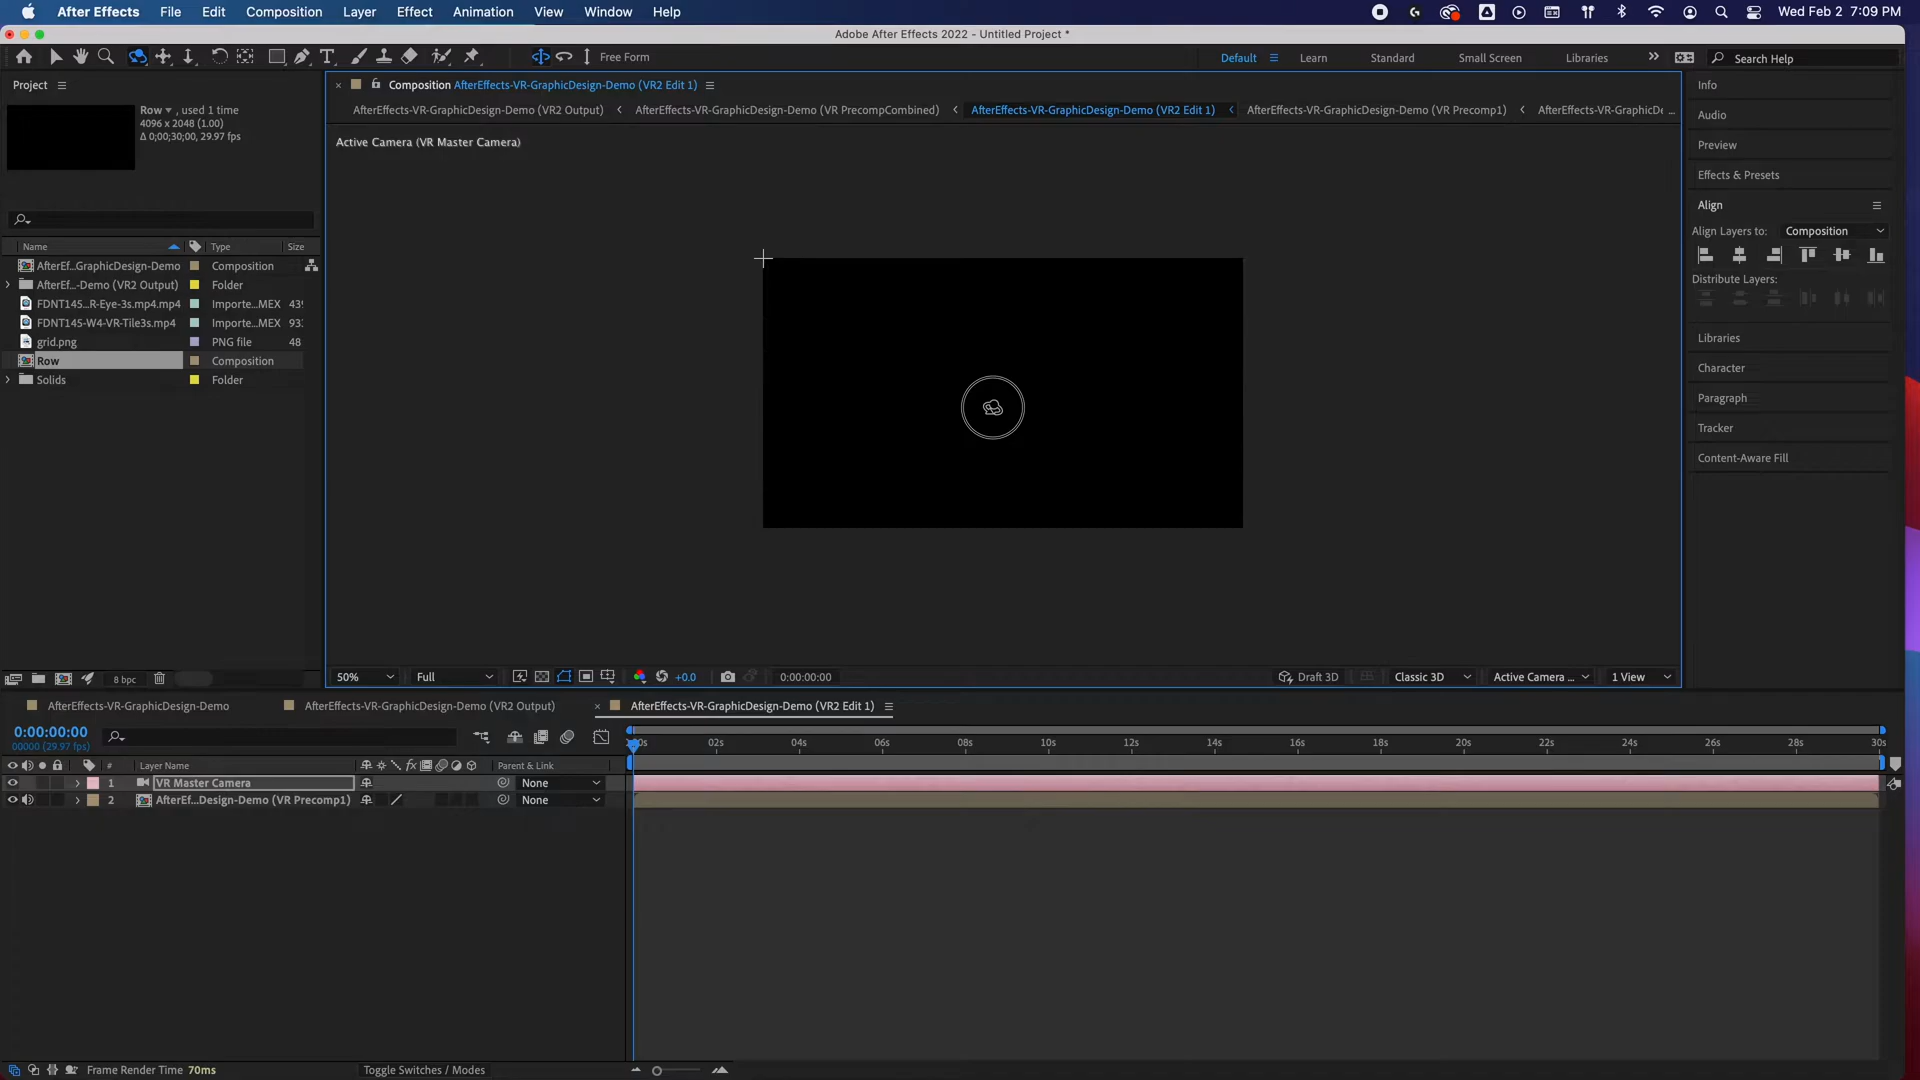 After Effects File Edit Composition Layer Effect Animation View Window Help Wed Feb 2 7:09 PM
Adobe After Effects 2022 - Untitled Project *
Free Form Default Learn Standard Small Screen Libraries Search Help
Project
Row , used 1 time
4096 x 2048 (1.00)
Δ 0;00;30;00, 29.97 fps
Name Type Size
AfterEf...GraphicDesign-Demo Composition
AfterEf...-Demo (VR2 Output) Folder
FDNT145...R-Eye-3s.mp4.mp4 Importe...MEX 439
FDNT145-W4-VR-Tile3s.mp4 Importe...MEX 933
grid.png PNG file 48
Row Composition
Solids Folder
8 bpc
Composition AfterEffects-VR-GraphicDesign-Demo (VR2 Edit 1)
AfterEffects-VR-GraphicDesign-Demo (VR2 Output) AfterEffects-VR-GraphicDesign-Demo (VR PrecompCombined) AfterEffects-VR-GraphicDesign-Demo (VR2 Edit 1) AfterEffects-VR-GraphicDesign-Demo (VR Precomp1) AfterEffects-VR-GraphicDe...
Active Camera (VR Master Camera)
50% Full +0.0 0:00:00:00 Draft 3D Classic 3D Active Camera ... 1 View
Info
Audio
Preview
Effects & Presets
Align
Align Layers to: Composition
Distribute Layers:
Libraries
Character
Paragraph
Tracker
Content-Aware Fill
AfterEffects-VR-GraphicDesign-Demo AfterEffects-VR-GraphicDesign-Demo (VR2 Output) AfterEffects-VR-GraphicDesign-Demo (VR2 Edit 1)
0:00:00:00
00000 (29.97 fps)
02s 04s 06s 08s 10s 12s 14s 16s 18s 20s 22s 24s 26s 28s 30s
# Layer Name Parent & Link
1 VR Master Camera None
2 AfterEf...Design-Demo (VR Precomp1) None
Frame Render Time 70ms Toggle Switches / Modes